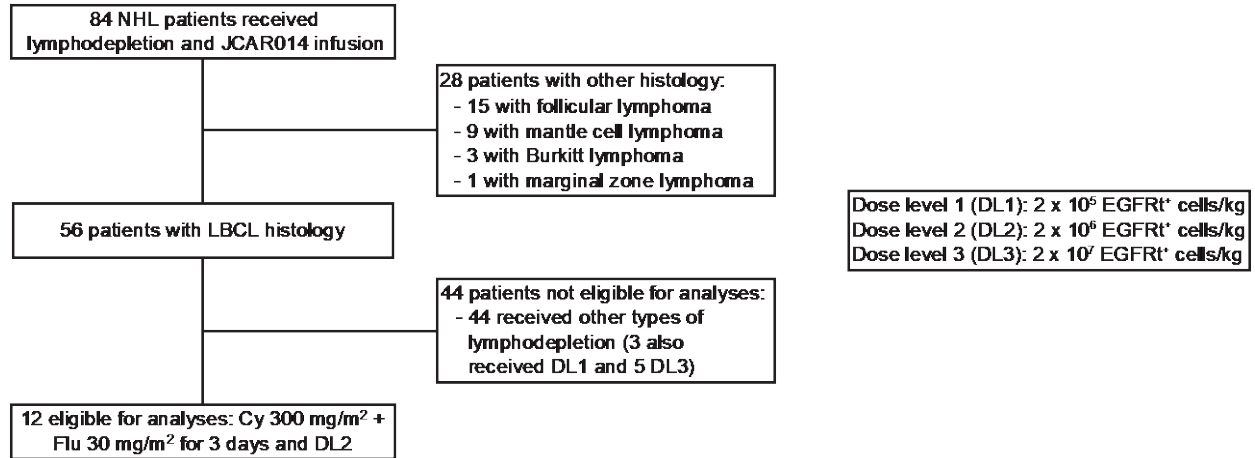 84 NHL patients received
lymphodepletion and JCAR014 infusion
28 patients with other histology:
- 15 with follicular lymphoma
- 9 with mantle cell lymphoma
- 3 with Burkitt lymphoma
- 1 with marginal zone lymphoma
56 patients with LBCL histology
Dose level 1 (DL1): 2 x 10⁵ EGFRt⁺ cells/kg
Dose level 2 (DL2): 2 x 10⁶ EGFRt⁺ cells/kg
Dose level 3 (DL3): 2 x 10⁷ EGFRt⁺ cells/kg
44 patients not eligible for analyses:
- 44 received other types of
lymphodepletion (3 also
received DL1 and 5 DL3)
12 eligible for analyses: Cy 300 mg/m² +
Flu 30 mg/m² for 3 days and DL2